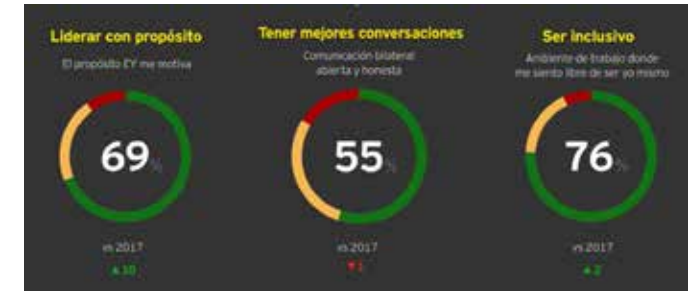 Liderar con propósito
El propósito EY me motiva
69%
vs 2017
▲10
Tener mejores conversaciones
Comunicación bilateral
abierta y honesta
55%
vs 2017
▼1
Ser inclusivo
Ambiente de trabajo donde
me siento libre de ser yo mismo
76%
vs 2017
▲2